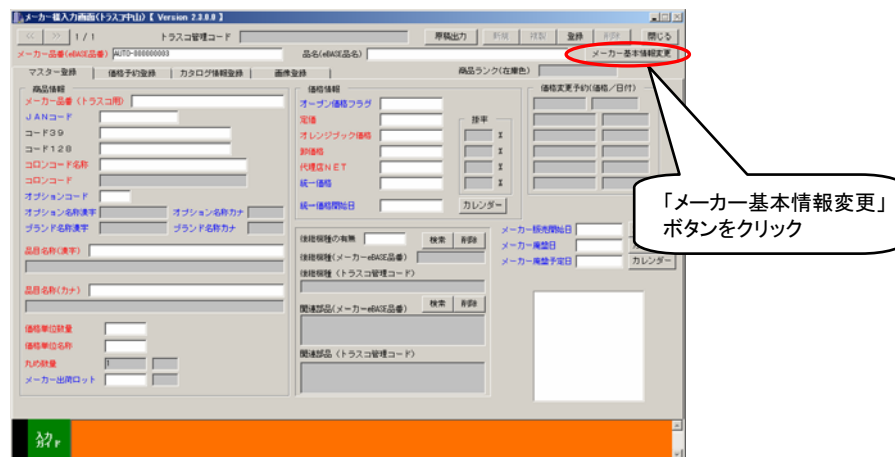 メーカー様入力画面(トラスコ中山)【 Version 2.3.0.0 】
<< >> 1 / 1 トラスコ管理コード 原稿出力 新規 複製 登録 削除 閉じる
メーカー品番(eBASE品番) AUTO-000000003 品名(eBASE品名) メーカー基本情報変更
マスター登録 価格予約登録 カタログ情報登録 画像登録 商品ランク(在庫色)
商品情報
メーカー品番(トラスコ用)
JANコード
コード39
コード128
コロンコード名称
コロンコード
オプションコード
オプション名称漢字 オプション名称カナ
ブランド名称漢字 ブランド名称カナ
品目名称(漢字)
品目名称(カナ)
価格単位数量
価格単位名称
丸め数量 1
メーカー出荷ロット
価格情報
オープン価格フラグ
定価 掛率
オレンジブック価格 %
卸価格 %
代理店NET %
統一価格 %
統一価格開始日 カレンダー
価格変更予約(価格/日付)
後継機種の有無 検索 削除
後継機種(メーカーeBASE品番)
後継機種(トラスコ管理コード)
関連部品(メーカーeBASE品番) 検索 削除
関連部品(トラスコ管理コード)
メーカー販売開始日
メーカー廃盤日
メーカー廃盤予定日 カレンダー
「メーカー基本情報変更」
ボタンをクリック
入力
ガイド